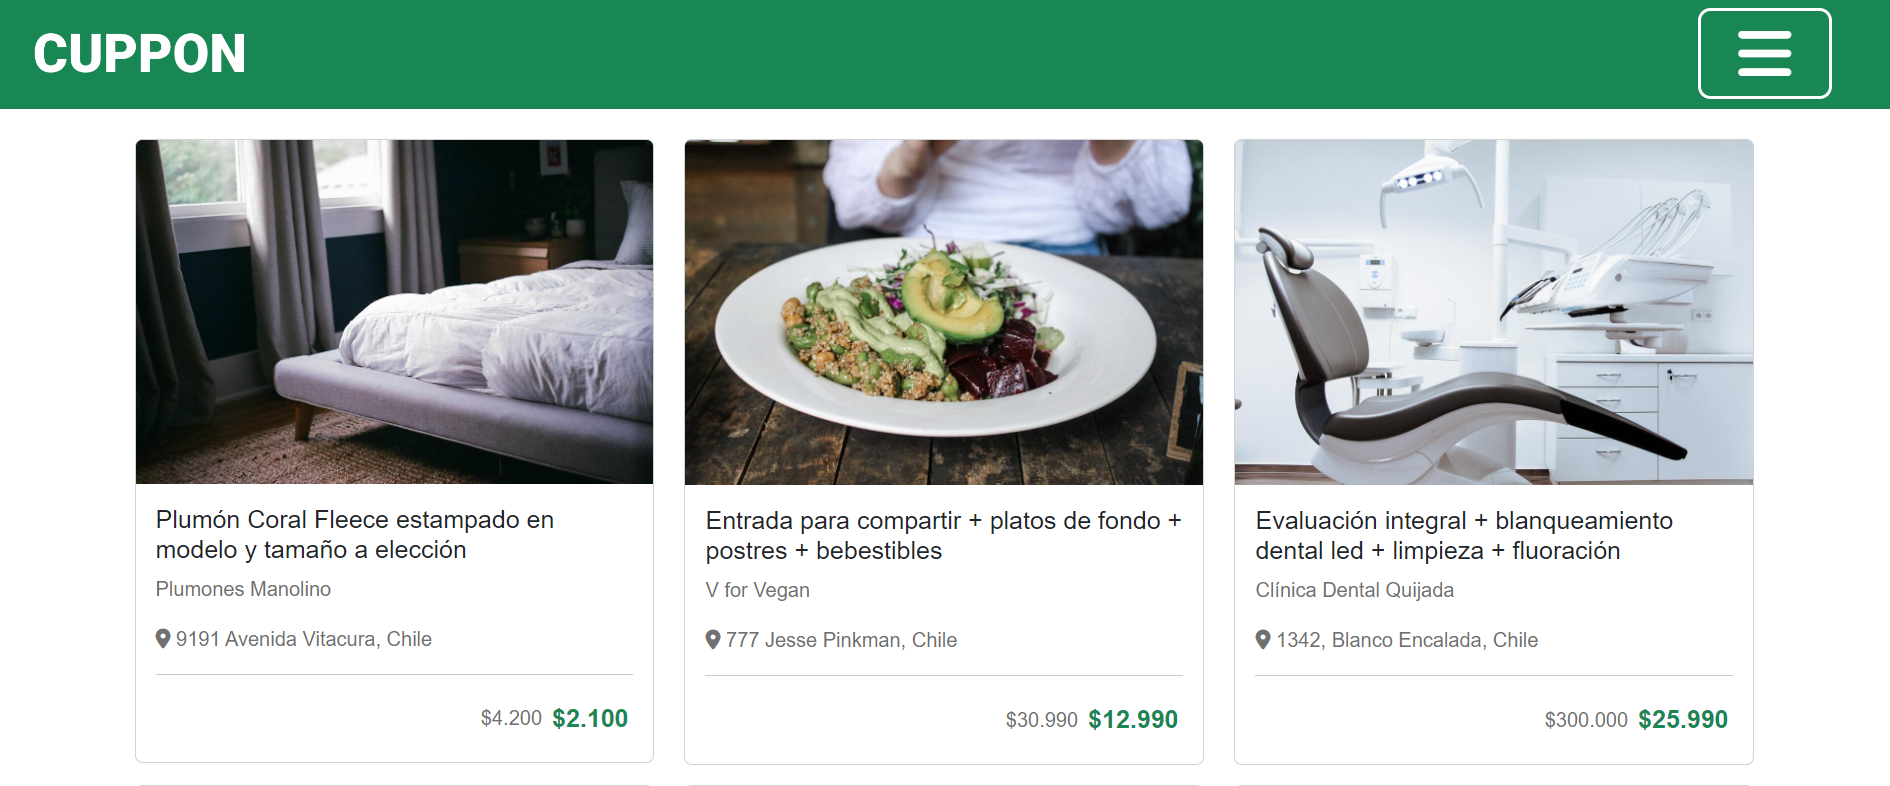 CUPPON
Plumón Coral Fleece estampado en
modelo y tamaño a elección
Plumones Manolino
9191 Avenida Vitacura, Chile
$4.200 $2.100
Entrada para compartir + platos de fondo +
postres + bebestibles
V for Vegan
777 Jesse Pinkman, Chile
$30.990 $12.990
Evaluación integral + blanqueamiento
dental led + limpieza + fluoración
Clínica Dental Quijada
1342, Blanco Encalada, Chile
$300.000 $25.990